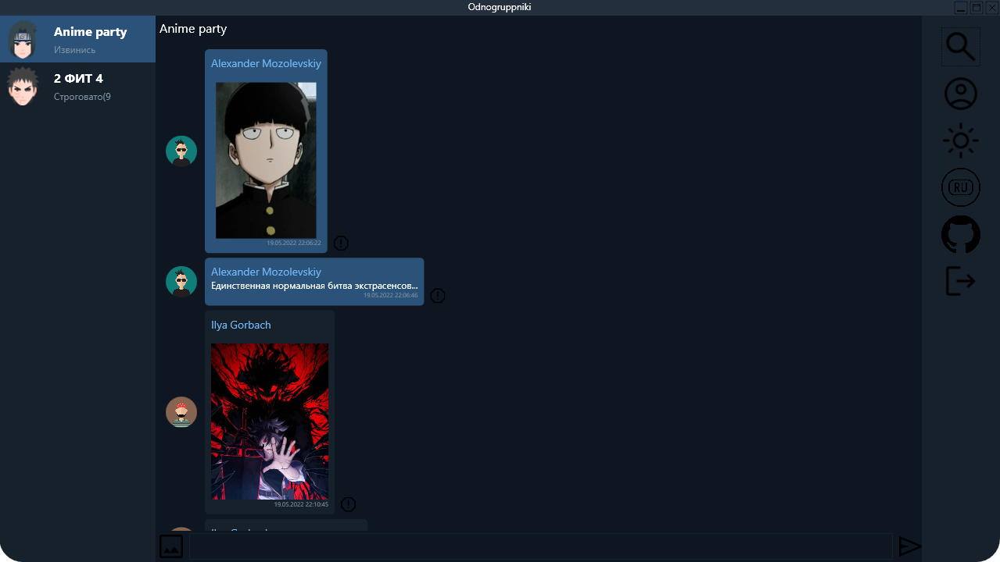 Odnogruppniki
Anime party
Извинись
2 ФИТ 4
Строговато(9
Anime party
Alexander Mozolevskiy
19.05.2022 22:06:22
Alexander Mozolevskiy
Единственная нормальная битва экстрасенсов...
19.05.2022 22:06:46
Ilya Gorbach
19.05.2022 22:10:45
RU